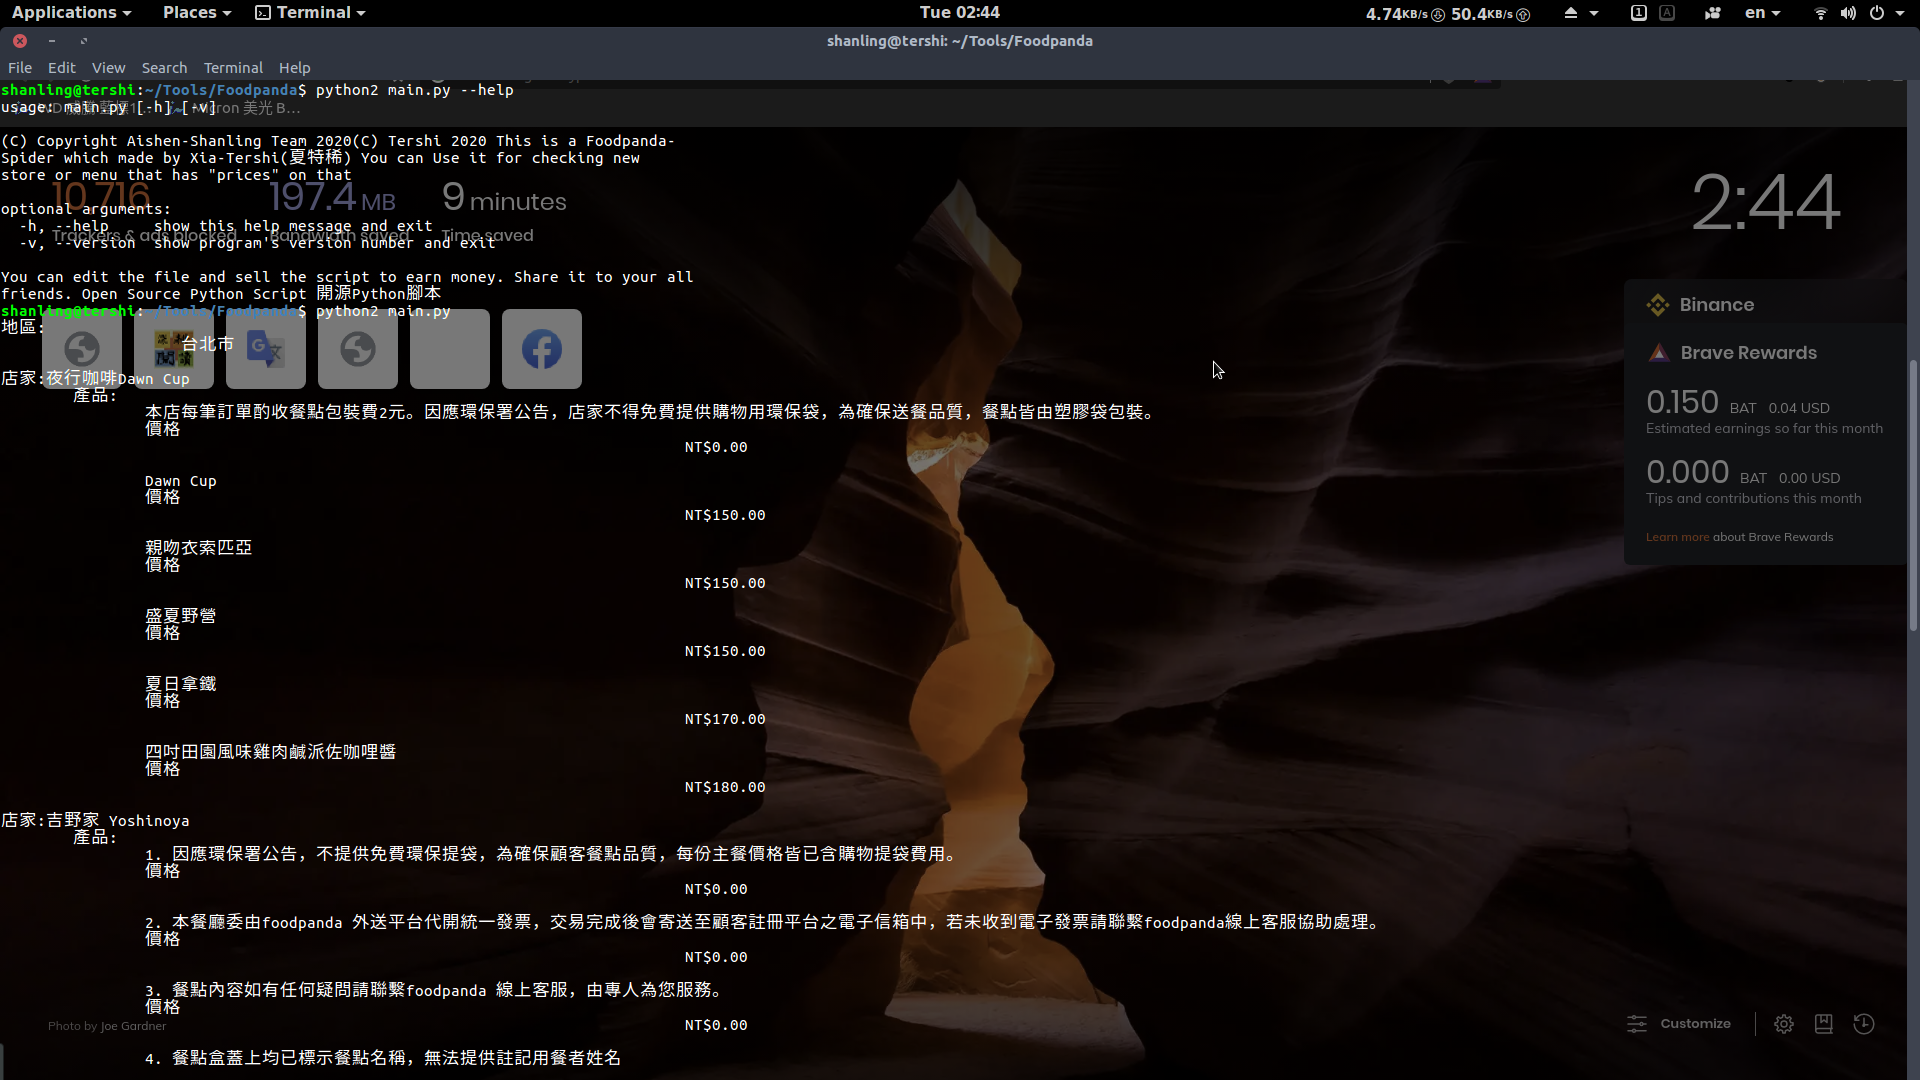 Applications Places Terminal Tue 02:44 4.74KB/s 50.4KB/s 1 A en
shanling@tershi: ~/Tools/Foodpanda
File Edit View Search Terminal Help
shanling@tershi:~/Tools/Foodpanda$ python2 main.py --help
usage: main.py [-h] [-v]
Micron 美光 B...
(C) Copyright Aishen-Shanling Team 2020(C) Tershi 2020 This is a Foodpanda-
Spider which made by Xia-Tershi(夏特稀) You can Use it for checking new
store or menu that has "prices" on that
10,716 197.4 MB 9 minutes
Trackers & ads blocked Bandwidth saved Time saved
2:44
optional arguments:
-h, --help show this help message and exit
-v, --version show program's version number and exit
You can edit the file and sell the script to earn money. Share it to your all
friends. Open Source Python Script 開源Python腳本
shanling@tershi:~/Tools/Foodpanda$ python2 main.py
地區:
台北市
店家:夜行咖啡Dawn Cup
產品:
本店每筆訂單酌收餐點包裝費2元。因應環保署公告，店家不得免費提供購物用環保袋，為確保送餐品質，餐點皆由塑膠袋包裝。
價格
NT$0.00
Dawn Cup
價格
NT$150.00
親吻衣索匹亞
價格
NT$150.00
盛夏野營
價格
NT$150.00
夏日拿鐵
價格
NT$170.00
四吋田園風味雞肉鹹派佐咖哩醬
價格
NT$180.00
店家:吉野家 Yoshinoya
產品:
1. 因應環保署公告，不提供免費環保提袋，為確保顧客餐點品質，每份主餐價格皆已含購物提袋費用。
價格
NT$0.00
2. 本餐廳委由foodpanda 外送平台代開統一發票，交易完成後會寄送至顧客註冊平台之電子信箱中，若未收到電子發票請聯繫foodpanda線上客服協助處理。
價格
NT$0.00
3. 餐點內容如有任何疑問請聯繫foodpanda 線上客服，由專人為您服務。
價格
NT$0.00
4. 餐點盒蓋上均已標示餐點名稱，無法提供註記用餐者姓名
Binance
Brave Rewards
0.150 BAT 0.04 USD
Estimated earnings so far this month
0.000 BAT 0.00 USD
Tips and contributions this month
Learn more about Brave Rewards
Photo by Joe Gardner
Customize